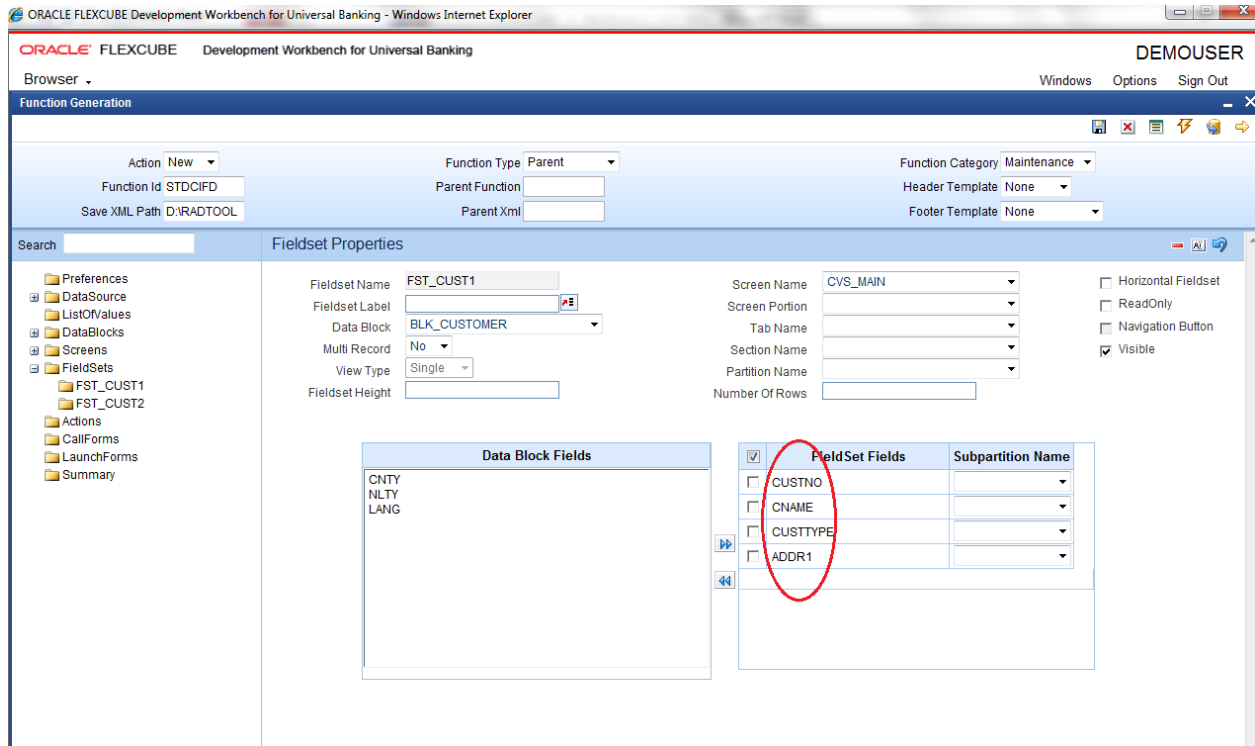 ORACLE FLEXCUBE Development Workbench for Universal Banking - Windows Internet Explorer
ORACLE FLEXCUBE Development Workbench for Universal Banking DEMOUSER
Browser Windows Options Sign Out
Function Generation
Action New Function Type Parent Function Category Maintenance
Function Id STDCIFD Parent Function Header Template None
Save XML Path D:\RADTOOL Parent Xml Footer Template None
Search Fieldset Properties
Preferences
DataSource
ListOfValues
DataBlocks
Screens
FieldSets
FST_CUST1
FST_CUST2
Actions
CallForms
LaunchForms
Summary
Fieldset Name FST_CUST1
Fieldset Label
Data Block BLK_CUSTOMER
Multi Record No
View Type Single
Fieldset Height
Screen Name CVS_MAIN
Screen Portion
Tab Name
Section Name
Partition Name
Number Of Rows
Horizontal Fieldset
ReadOnly
Navigation Button
Visible
Data Block Fields
CNTY
NLTY
LANG
FieldSet Fields Subpartition Name
CUSTNO
CNAME
CUSTTYPE
ADDR1